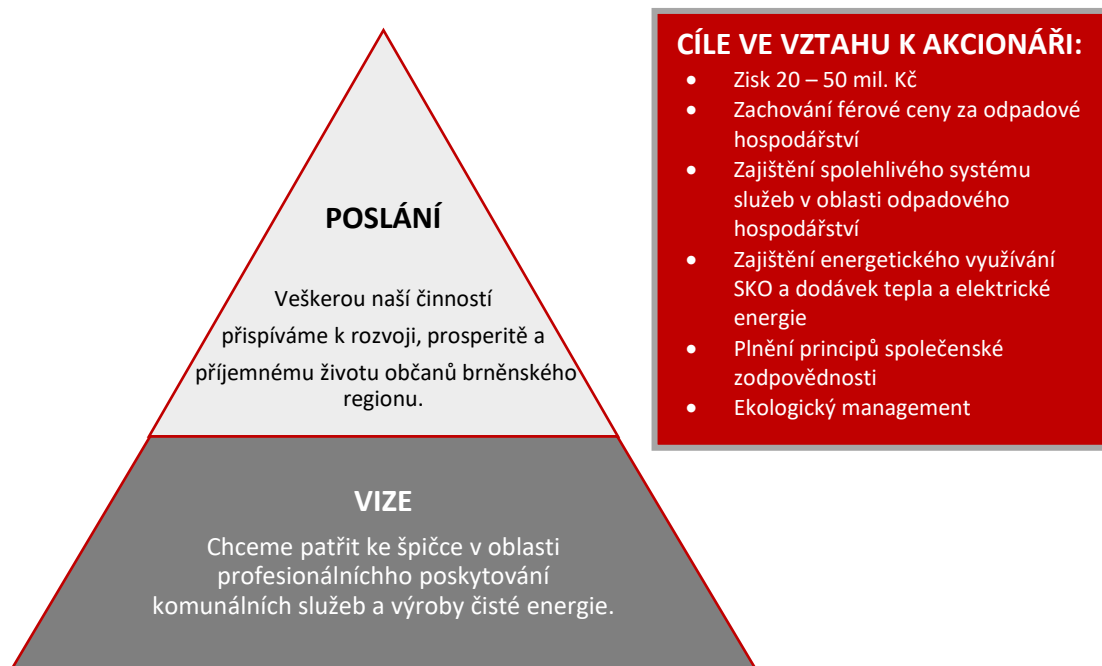 POSLÁNÍ
Veškerou naší činností
přispíváme k rozvoji, prosperitě a
příjemnému životu občanů brněnského
regionu.
VIZE
Chceme patřit ke špičce v oblasti
profesionálníchho poskytování
komunálních služeb a výroby čisté energie.
CÍLE VE VZTAHU K AKCIONÁŘI:
• Zisk 20 – 50 mil. Kč
• Zachování férové ceny za odpadové
hospodářství
• Zajištění spolehlivého systému
služeb v oblasti odpadového
hospodářství
• Zajištění energetického využívání
SKO a dodávek tepla a elektrické
energie
• Plnění principů společenské
zodpovědnosti
• Ekologický management